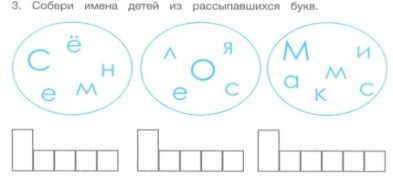 3. Собери имена детей из рассыпавшихся букв.
С ё н е м
л я О е с
М и м а к с